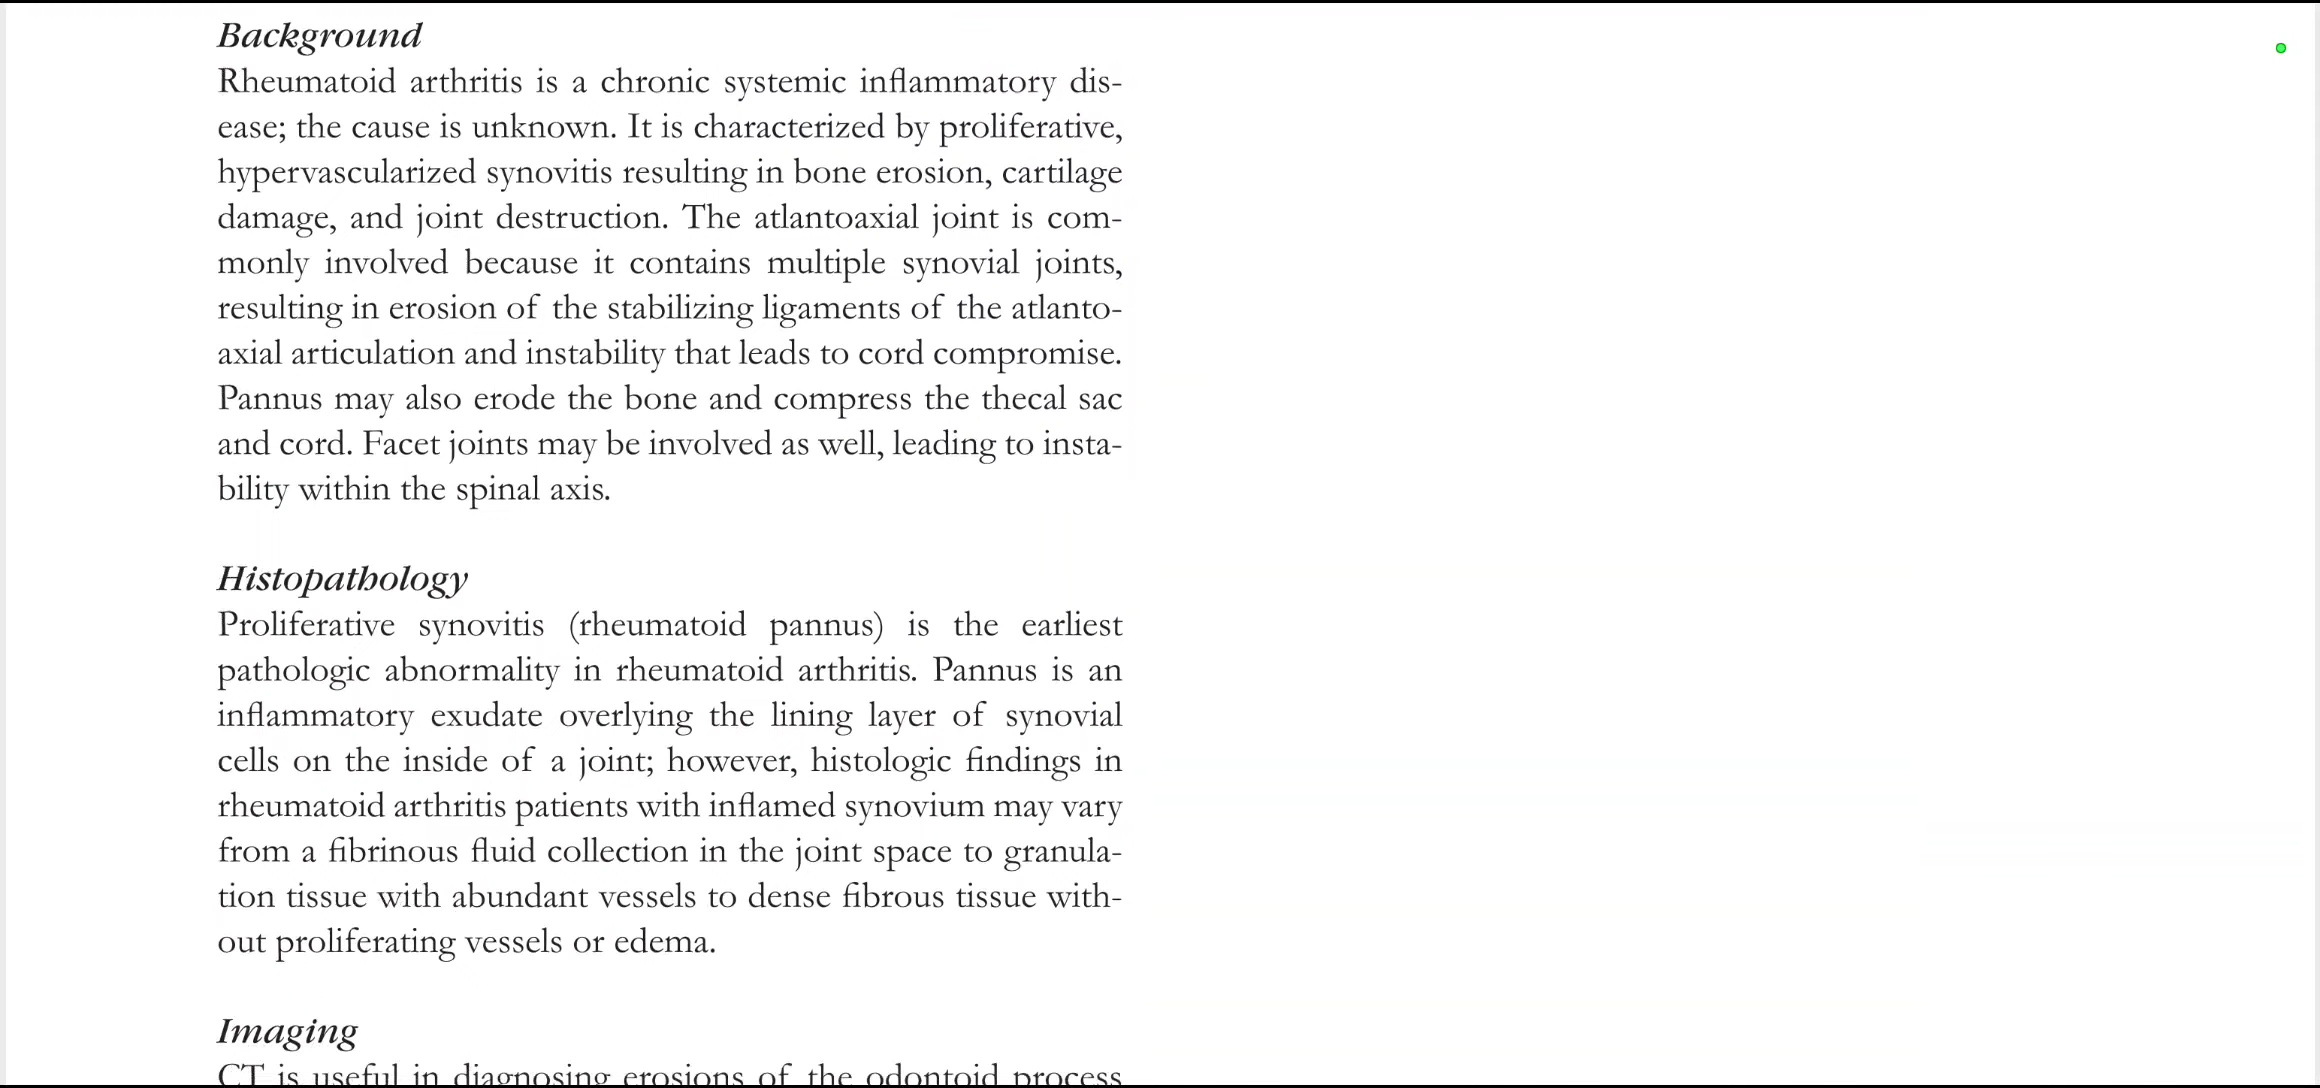 Background
Rheumatoid arthritis is a chronic systemic inflammatory dis-
ease; the cause is unknown. It is characterized by proliferative,
hypervascularized synovitis resulting in bone erosion, cartilage
damage, and joint destruction. The atlantoaxial joint is com-
monly involved because it contains multiple synovial joints,
resulting in erosion of the stabilizing ligaments of the atlanto-
axial articulation and instability that leads to cord compromise.
Pannus may also erode the bone and compress the thecal sac
and cord. Facet joints may be involved as well, leading to insta-
bility within the spinal axis.
Histopathology
Proliferative synovitis (rheumatoid pannus) is the earliest
pathologic abnormality in rheumatoid arthritis. Pannus is an
inflammatory exudate overlying the lining layer of synovial
cells on the inside of a joint; however, histologic findings in
rheumatoid arthritis patients with inflamed synovium may vary
from a fibrinous fluid collection in the joint space to granula-
tion tissue with abundant vessels to dense fibrous tissue with-
out proliferating vessels or edema.
Imaging
CT is useful in diagnosing erosions of the odontoid process